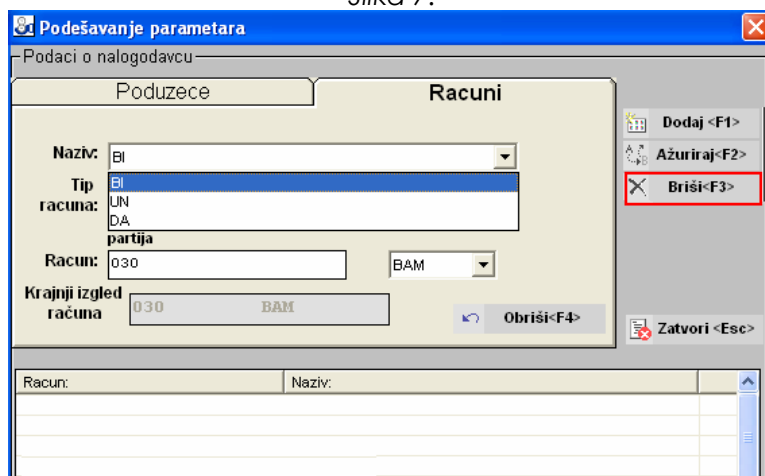 Slika 7.
Podešavanje parametara
Podaci o nalogodavcu
Poduzece
Racuni
Dodaj <F1>
Naziv: BI
Ažuriraj<F2>
Tip racuna:
BI
UN
DA
Briši<F3>
partija
Racun: 030 BAM
Krajnji izgled računa 030 BAM
Obriši<F4>
Zatvori <Esc>
Racun: Naziv: